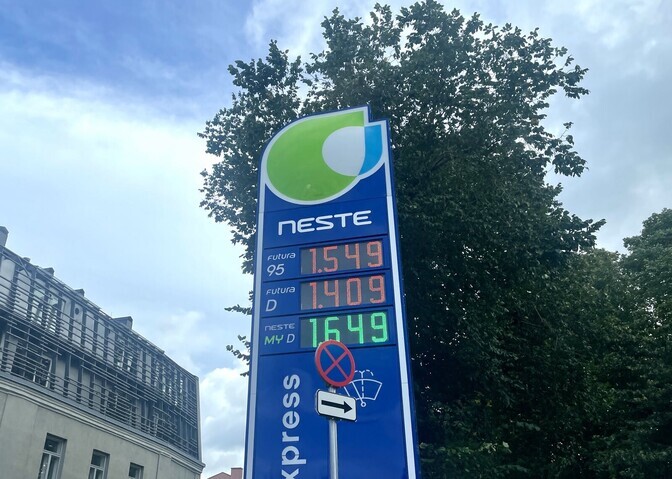 NESTE
FUTURA 95 1.549
FUTURA D 1.409
NESTE MY D 1.649
xpress